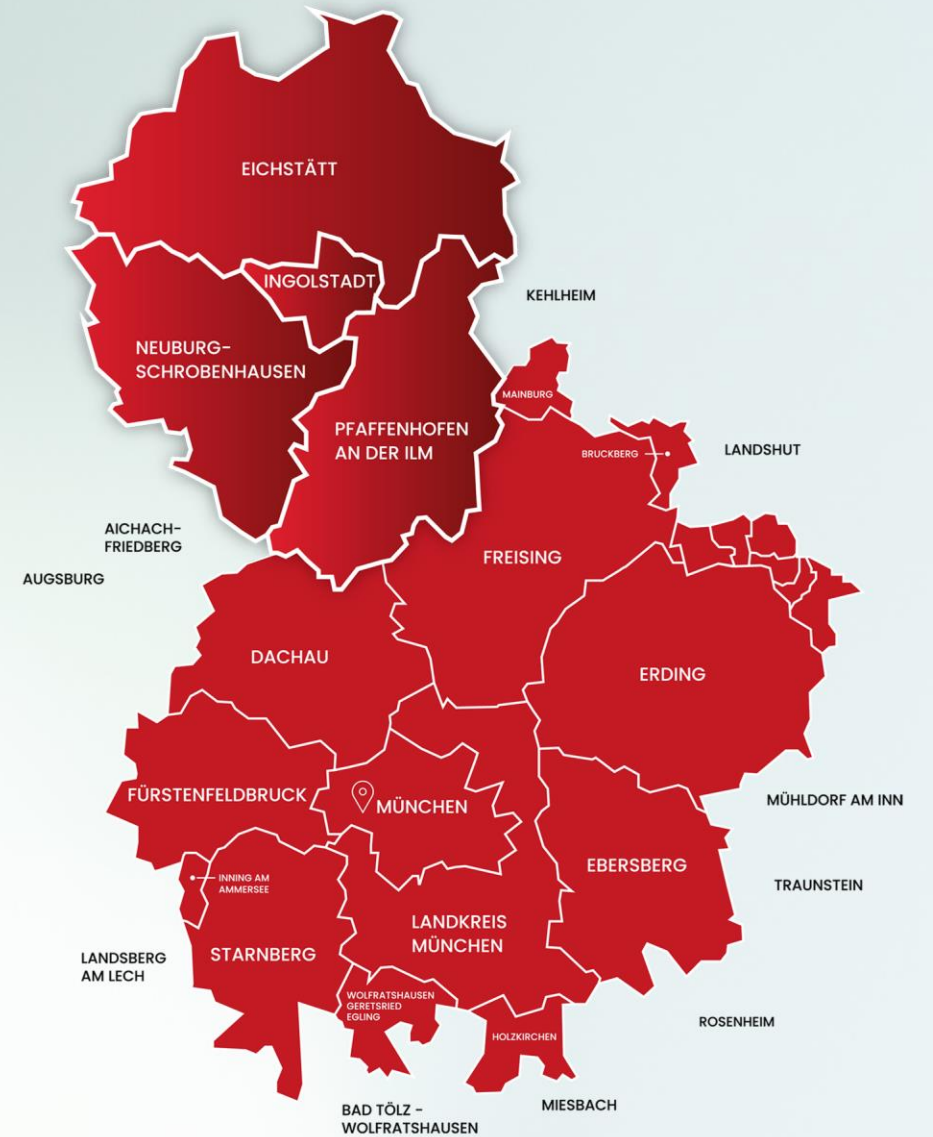 EICHSTÄTT
INGOLSTADT
KEHLHEIM
NEUBURG-
SCHROBENHAUSEN
MAINBURG
PFAFFENHOFEN
AN DER ILM
BRUCKBERG
LANDSHUT
AICHACH-
FRIEDBERG
FREISING
AUGSBURG
DACHAU
ERDING
FÜRSTENFELDBRUCK
MÜNCHEN
MÜHLDORF AM INN
EBERSBERG
INNING AM
AMMERSEE
TRAUNSTEIN
LANDKREIS
MÜNCHEN
STARNBERG
LANDSBERG
AM LECH
WOLFRATSHAUSEN
GERETSRIED
EGLING
ROSENHEIM
HOLZKIRCHEN
MIESBACH
BAD TÖLZ -
WOLFRATSHAUSEN